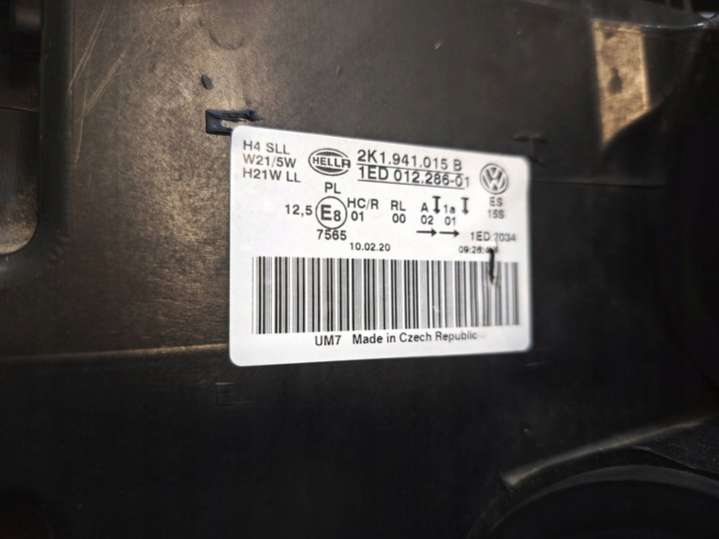 H4 SLL
W21/5W
H21W LL
HELLA
2K1.941.015 B
1ED 012.286-01
PL
12,5 E8 HC/R RL A 1a
01 00 02 01
7565
ES
15S
10.02.20
1ED 7034
UM7 Made in Czech Republic